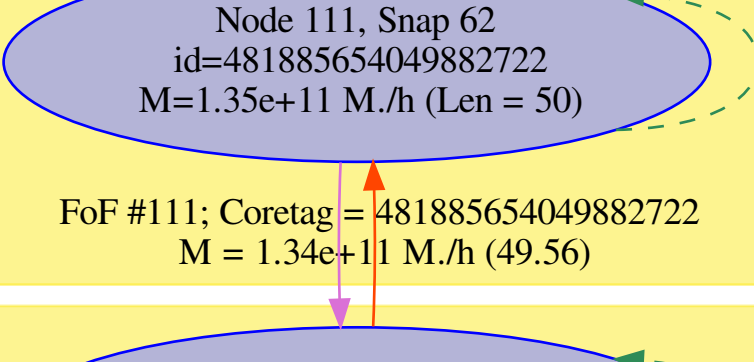 Node 111, Snap 62
id=481885654049882722
M=1.35e+11 M./h (Len = 50)
FoF #111; Coretag = 481885654049882722
M = 1.34e+11 M./h (49.56)